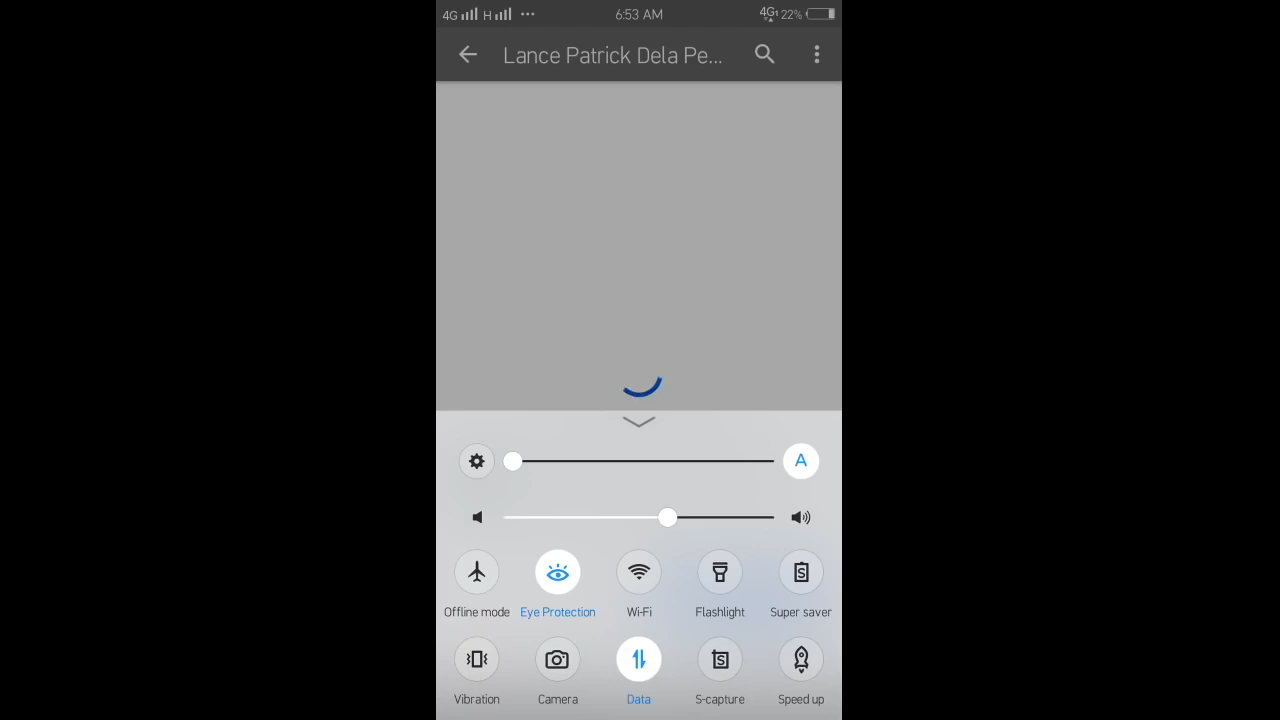 4G H ••• 6:53 AM 4G1 22%
Lance Patrick Dela Pe...
A
Offline mode Eye Protection Wi-Fi Flashlight Super saver
Vibration Camera Data S-capture Speed up